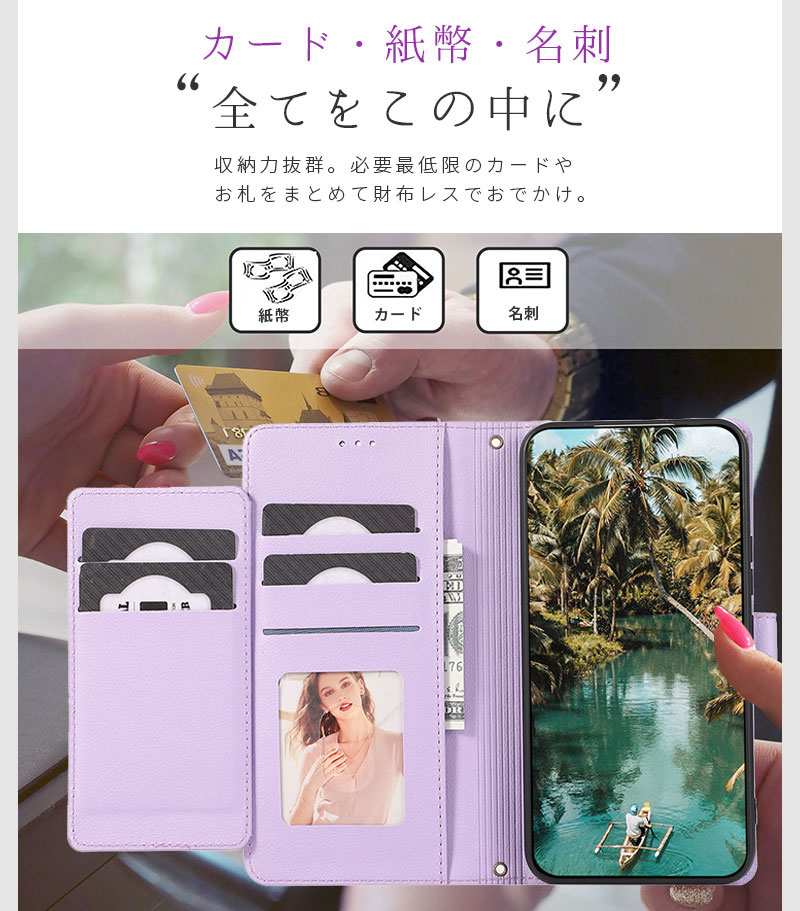 カード・紙幣・名刺
“全てをこの中に”
収納力抜群。必要最低限のカードや
お札をまとめて財布レスでおでかけ。
紙幣
カード
名刺